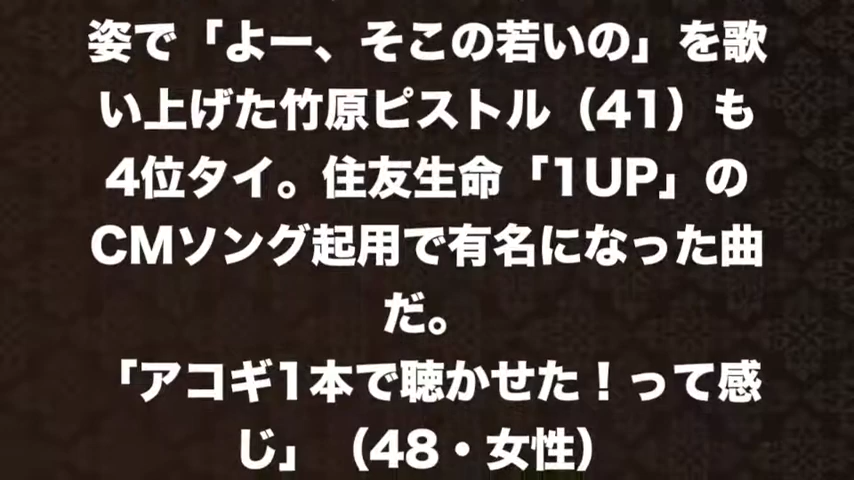 姿で「よー、そこの若いの」を歌
い上げた竹原ピストル（41）も
4位タイ。住友生命「1UP」の
CMソング起用で有名になった曲
だ。
「アコギ1本で聴かせた！って感
じ」（48・女性）